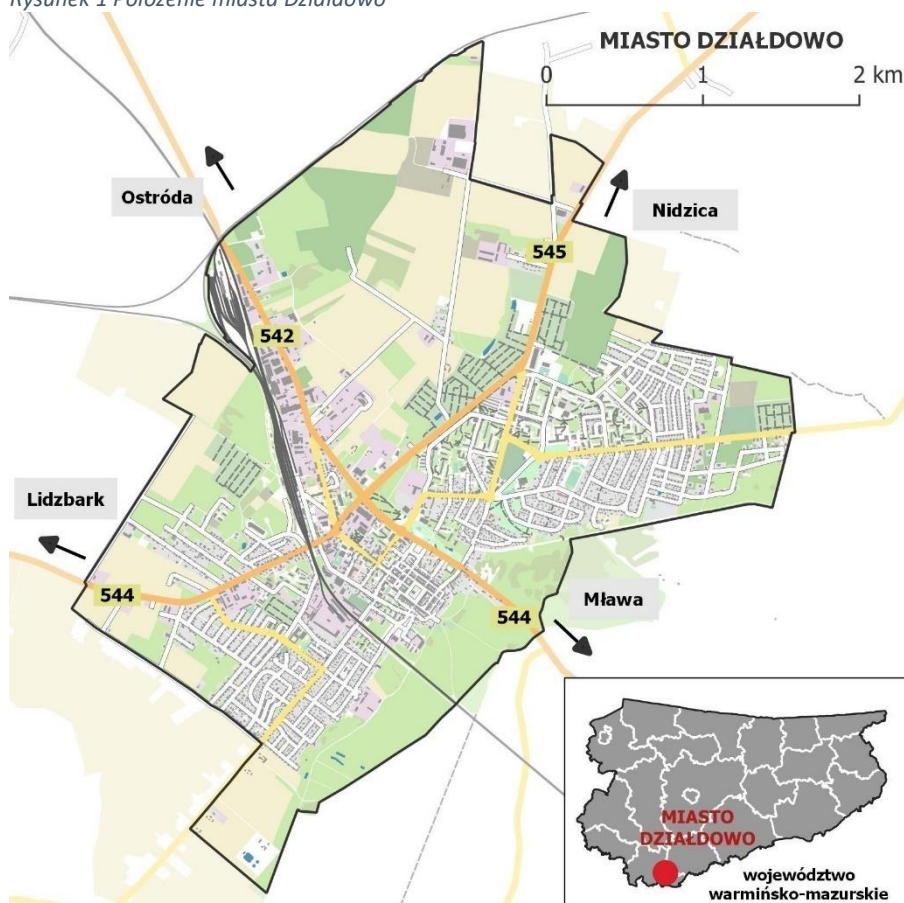 Rysunek 1 Położenie miasta Działdowo
MIASTO DZIAŁDOWO
0 1 2 km
Ostróda
Nidzica
545
542
Lidzbark
544
Mława
544
MIASTO
DZIAŁDOWO
województwo
warmińsko-mazurskie